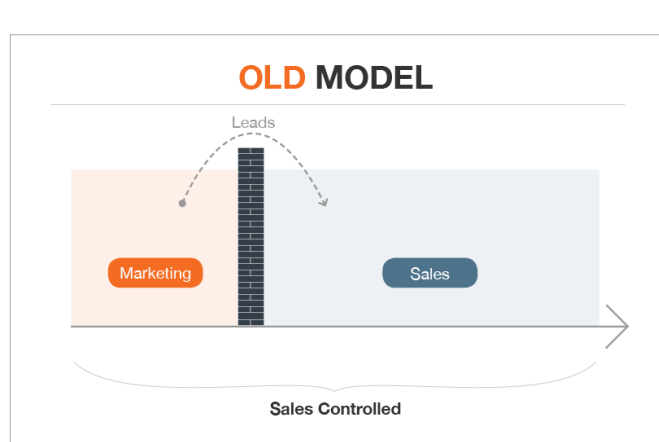 OLD MODEL
Leads
Marketing
Sales
Sales Controlled